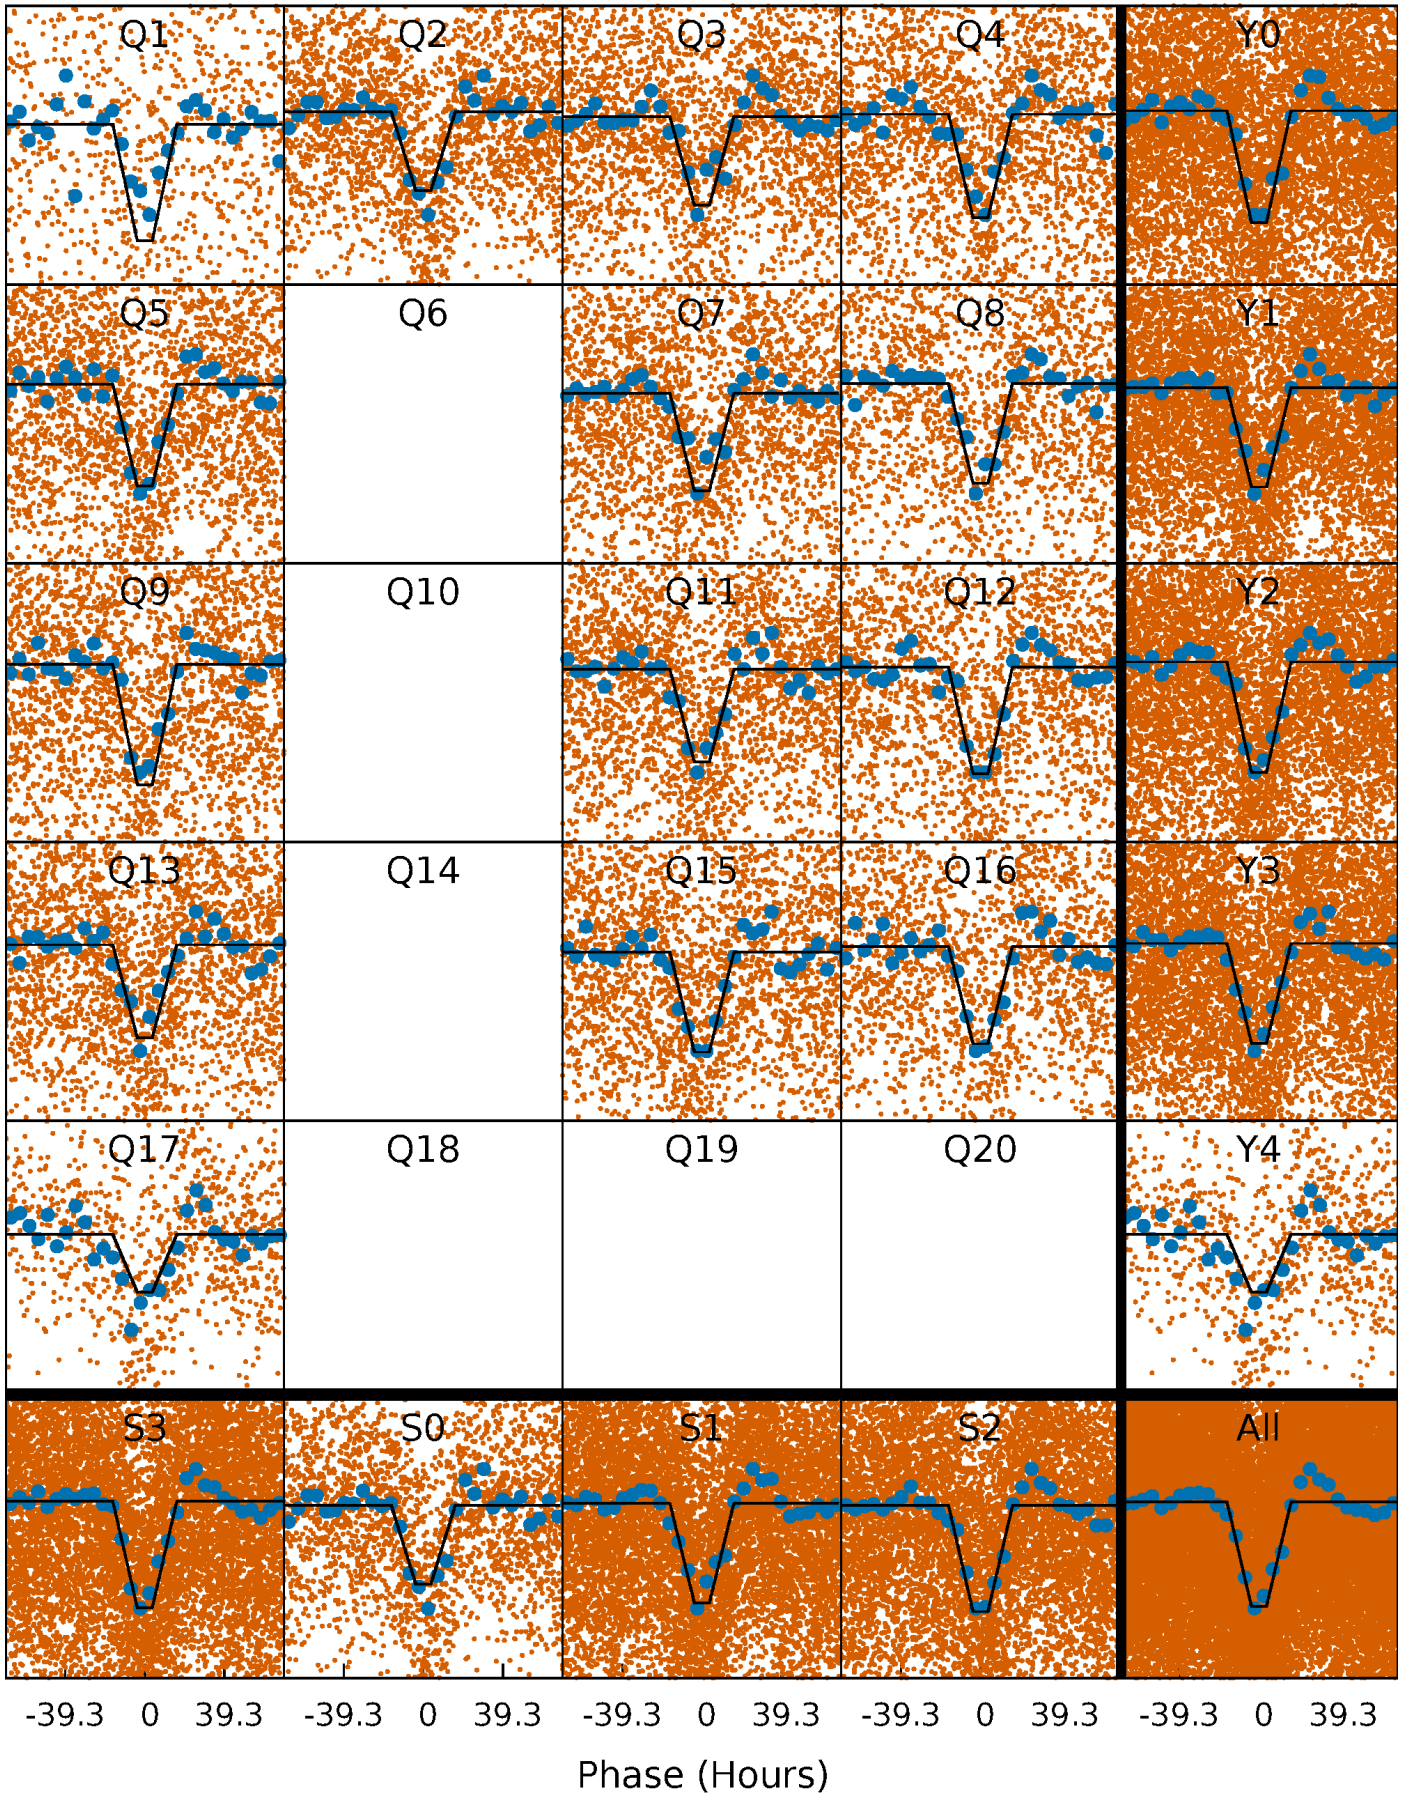 Q1 Q2 Q3 Q4 Y0
Q5 Q6 Q7 Q8 Y1
Q9 Q10 Q11 Q12 Y2
Q13 Q14 Q15 Q16 Y3
Q17 Q18 Q19 Q20 Y4
S3 S0 S1 S2 All
-39.3 0 39.3 -39.3 0 39.3 -39.3 0 39.3 -39.3 0 39.3 -39.3 0 39.3
Phase (Hours)